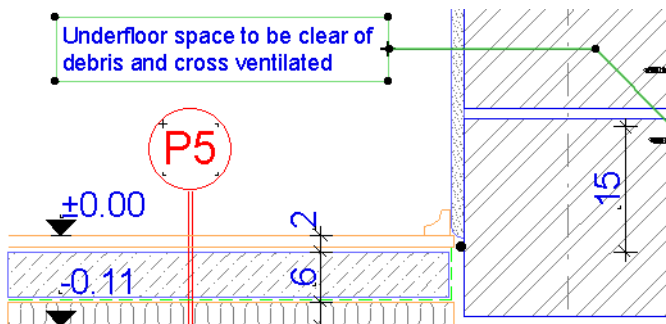 Underfloor space to be clear of
debris and cross ventilated
P5
±0.00
2
15
-0.11
6